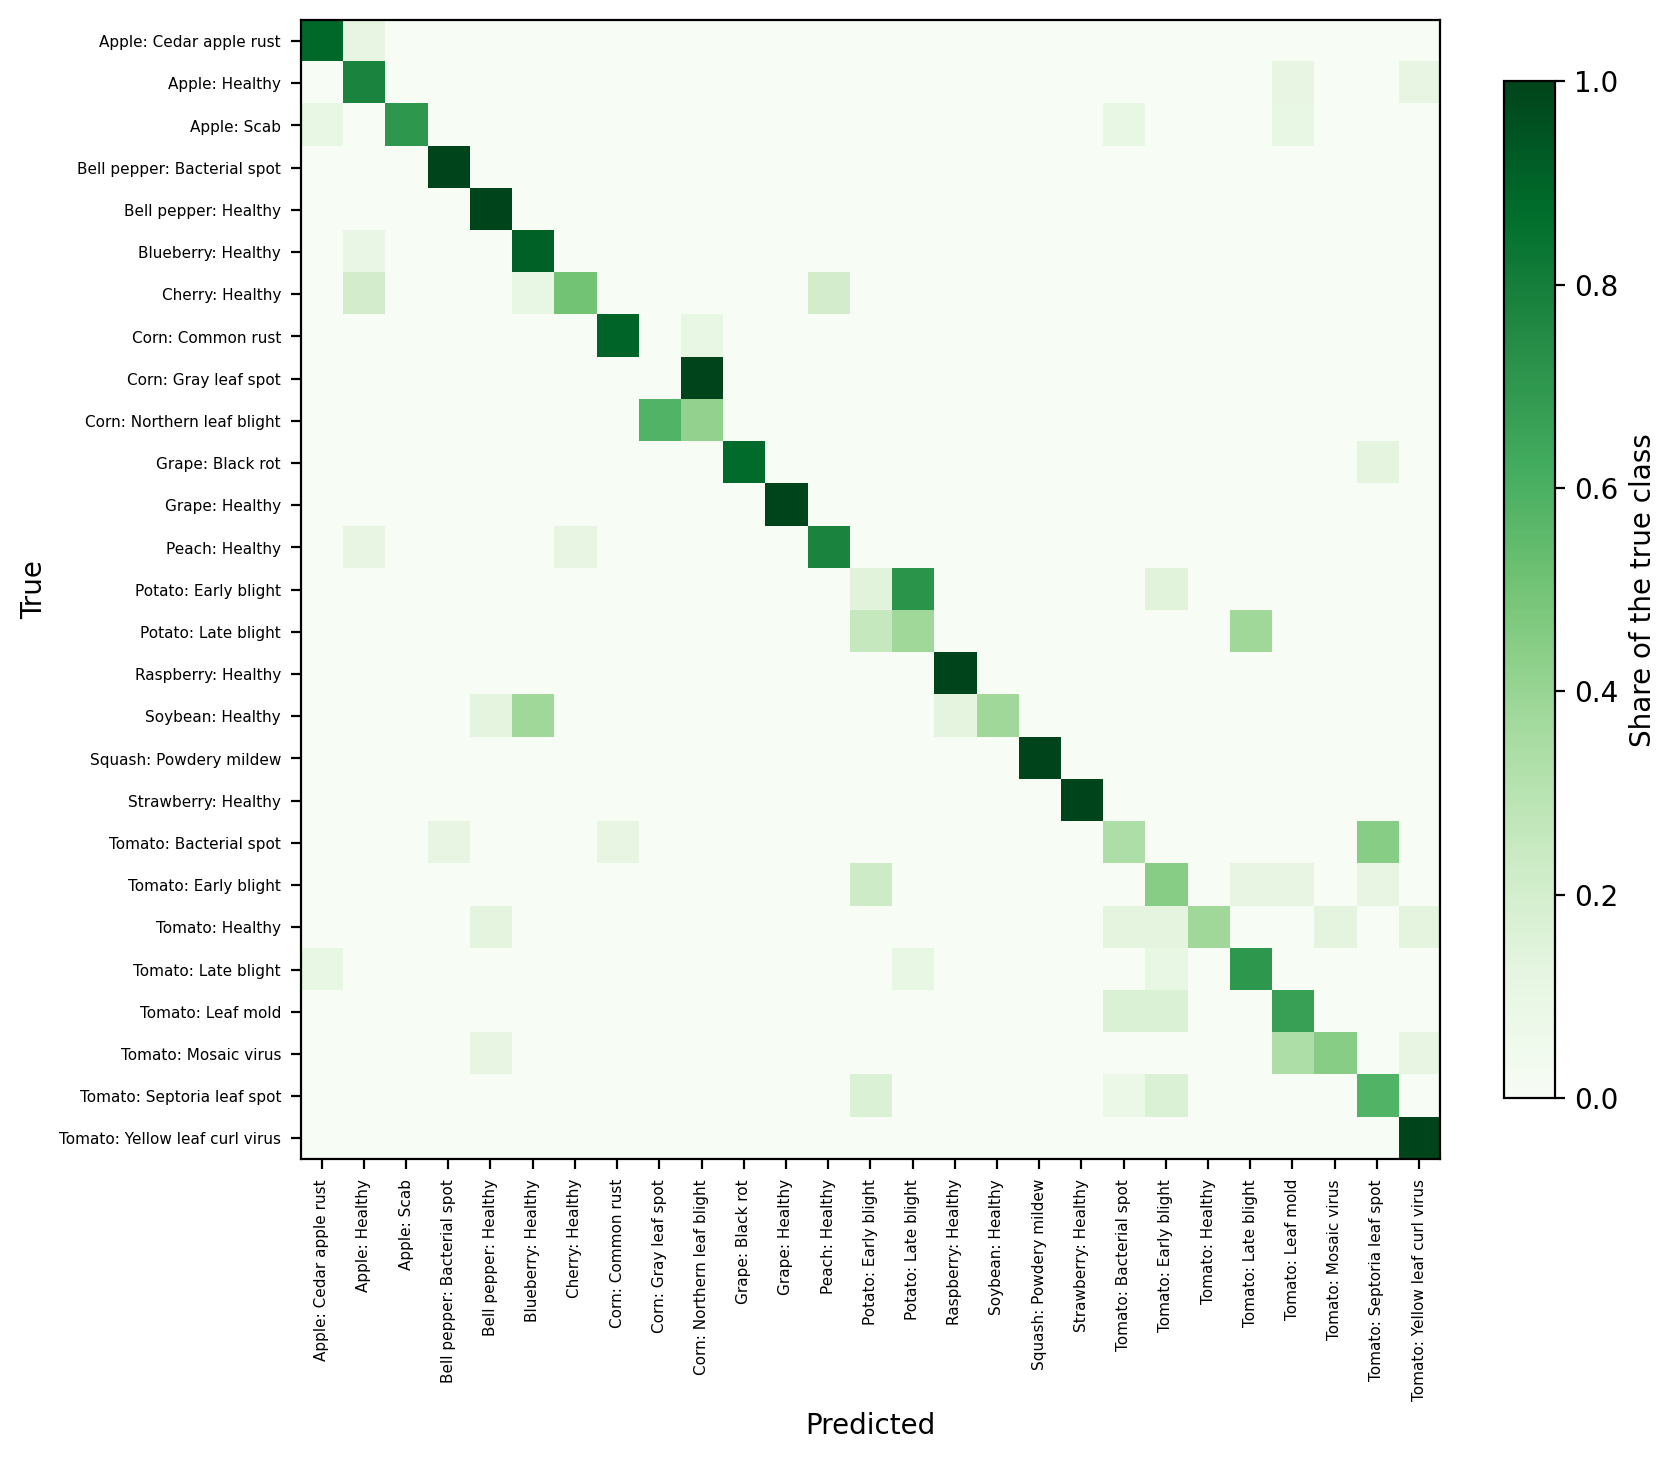 Apple: Cedar apple rust
Apple: Healthy
Apple: Scab
Bell pepper: Bacterial spot
Bell pepper: Healthy
Blueberry: Healthy
Cherry: Healthy
Corn: Common rust
Corn: Gray leaf spot
Corn: Northern leaf blight
Grape: Black rot
Grape: Healthy
Peach: Healthy
Potato: Early blight
Potato: Late blight
Raspberry: Healthy
Soybean: Healthy
Squash: Powdery mildew
Strawberry: Healthy
Tomato: Bacterial spot
Tomato: Early blight
Tomato: Healthy
Tomato: Late blight
Tomato: Leaf mold
Tomato: Mosaic virus
Tomato: Septoria leaf spot
Tomato: Yellow leaf curl virus
True
Apple: Cedar apple rust
Apple: Healthy
Apple: Scab
Bell pepper: Bacterial spot
Bell pepper: Healthy
Blueberry: Healthy
Cherry: Healthy
Corn: Common rust
Corn: Gray leaf spot
Corn: Northern leaf blight
Grape: Black rot
Grape: Healthy
Peach: Healthy
Potato: Early blight
Potato: Late blight
Raspberry: Healthy
Soybean: Healthy
Squash: Powdery mildew
Strawberry: Healthy
Tomato: Bacterial spot
Tomato: Early blight
Tomato: Healthy
Tomato: Late blight
Tomato: Leaf mold
Tomato: Mosaic virus
Tomato: Septoria leaf spot
Tomato: Yellow leaf curl virus
Predicted
1.0
0.8
0.6
0.4
0.2
0.0
Share of the true class